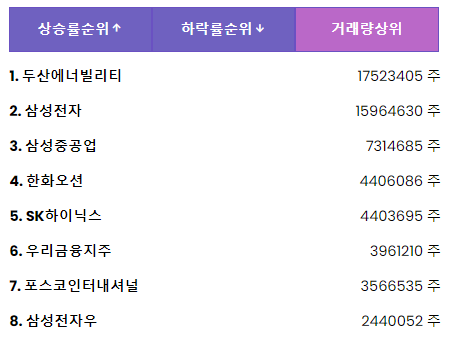 상승률순위↑ 하락률순위↓ 거래량상위
1. 두산에너빌리티 17523405 주
2. 삼성전자 15964630 주
3. 삼성중공업 7314685 주
4. 한화오션 4406086 주
5. SK하이닉스 4403695 주
6. 우리금융지주 3961210 주
7. 포스코인터내셔널 3566535 주
8. 삼성전자우 2440052 주